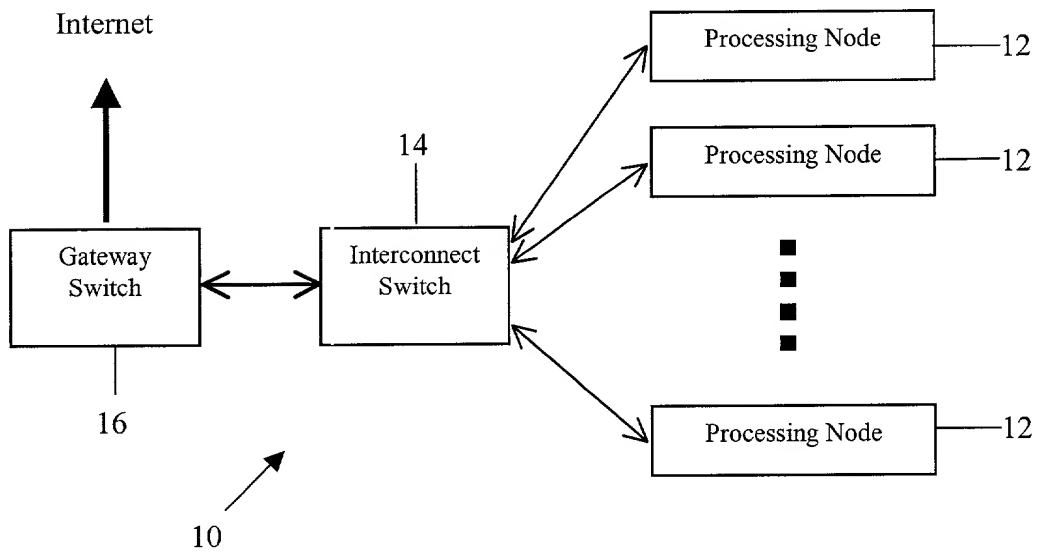 Internet
Processing Node
12
Processing Node
12
14
Gateway
Switch
Interconnect
Switch
16
Processing Node
12
10